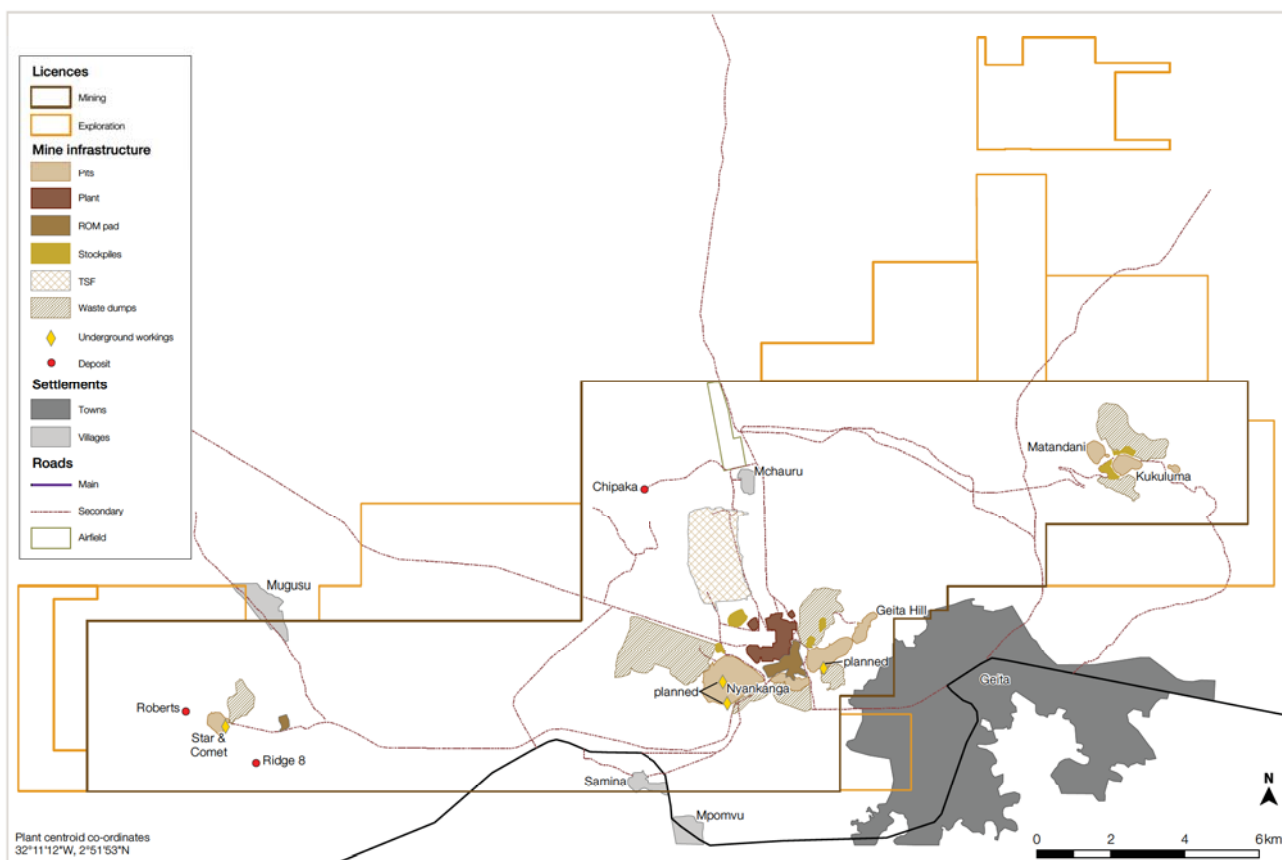 Licences
Mining
Exploration
Mine infrastructure
Pits
Plant
ROM pad
Stockpiles
TSF
Waste dumps
Underground workings
Deposit
Settlements
Towns
Villages
Roads
Main
Secondary
Airfield
Matandani
Kukuluma
Mchauru
Chipaka
Mugusu
Geita Hill
planned
Nyankanga
planned
Geita
Roberts
Star &
Comet
Ridge 8
Samina
Mpomvu
N
Plant centroid co-ordinates
32°11'12"W, 2°51'53"N
0 2 4 6km